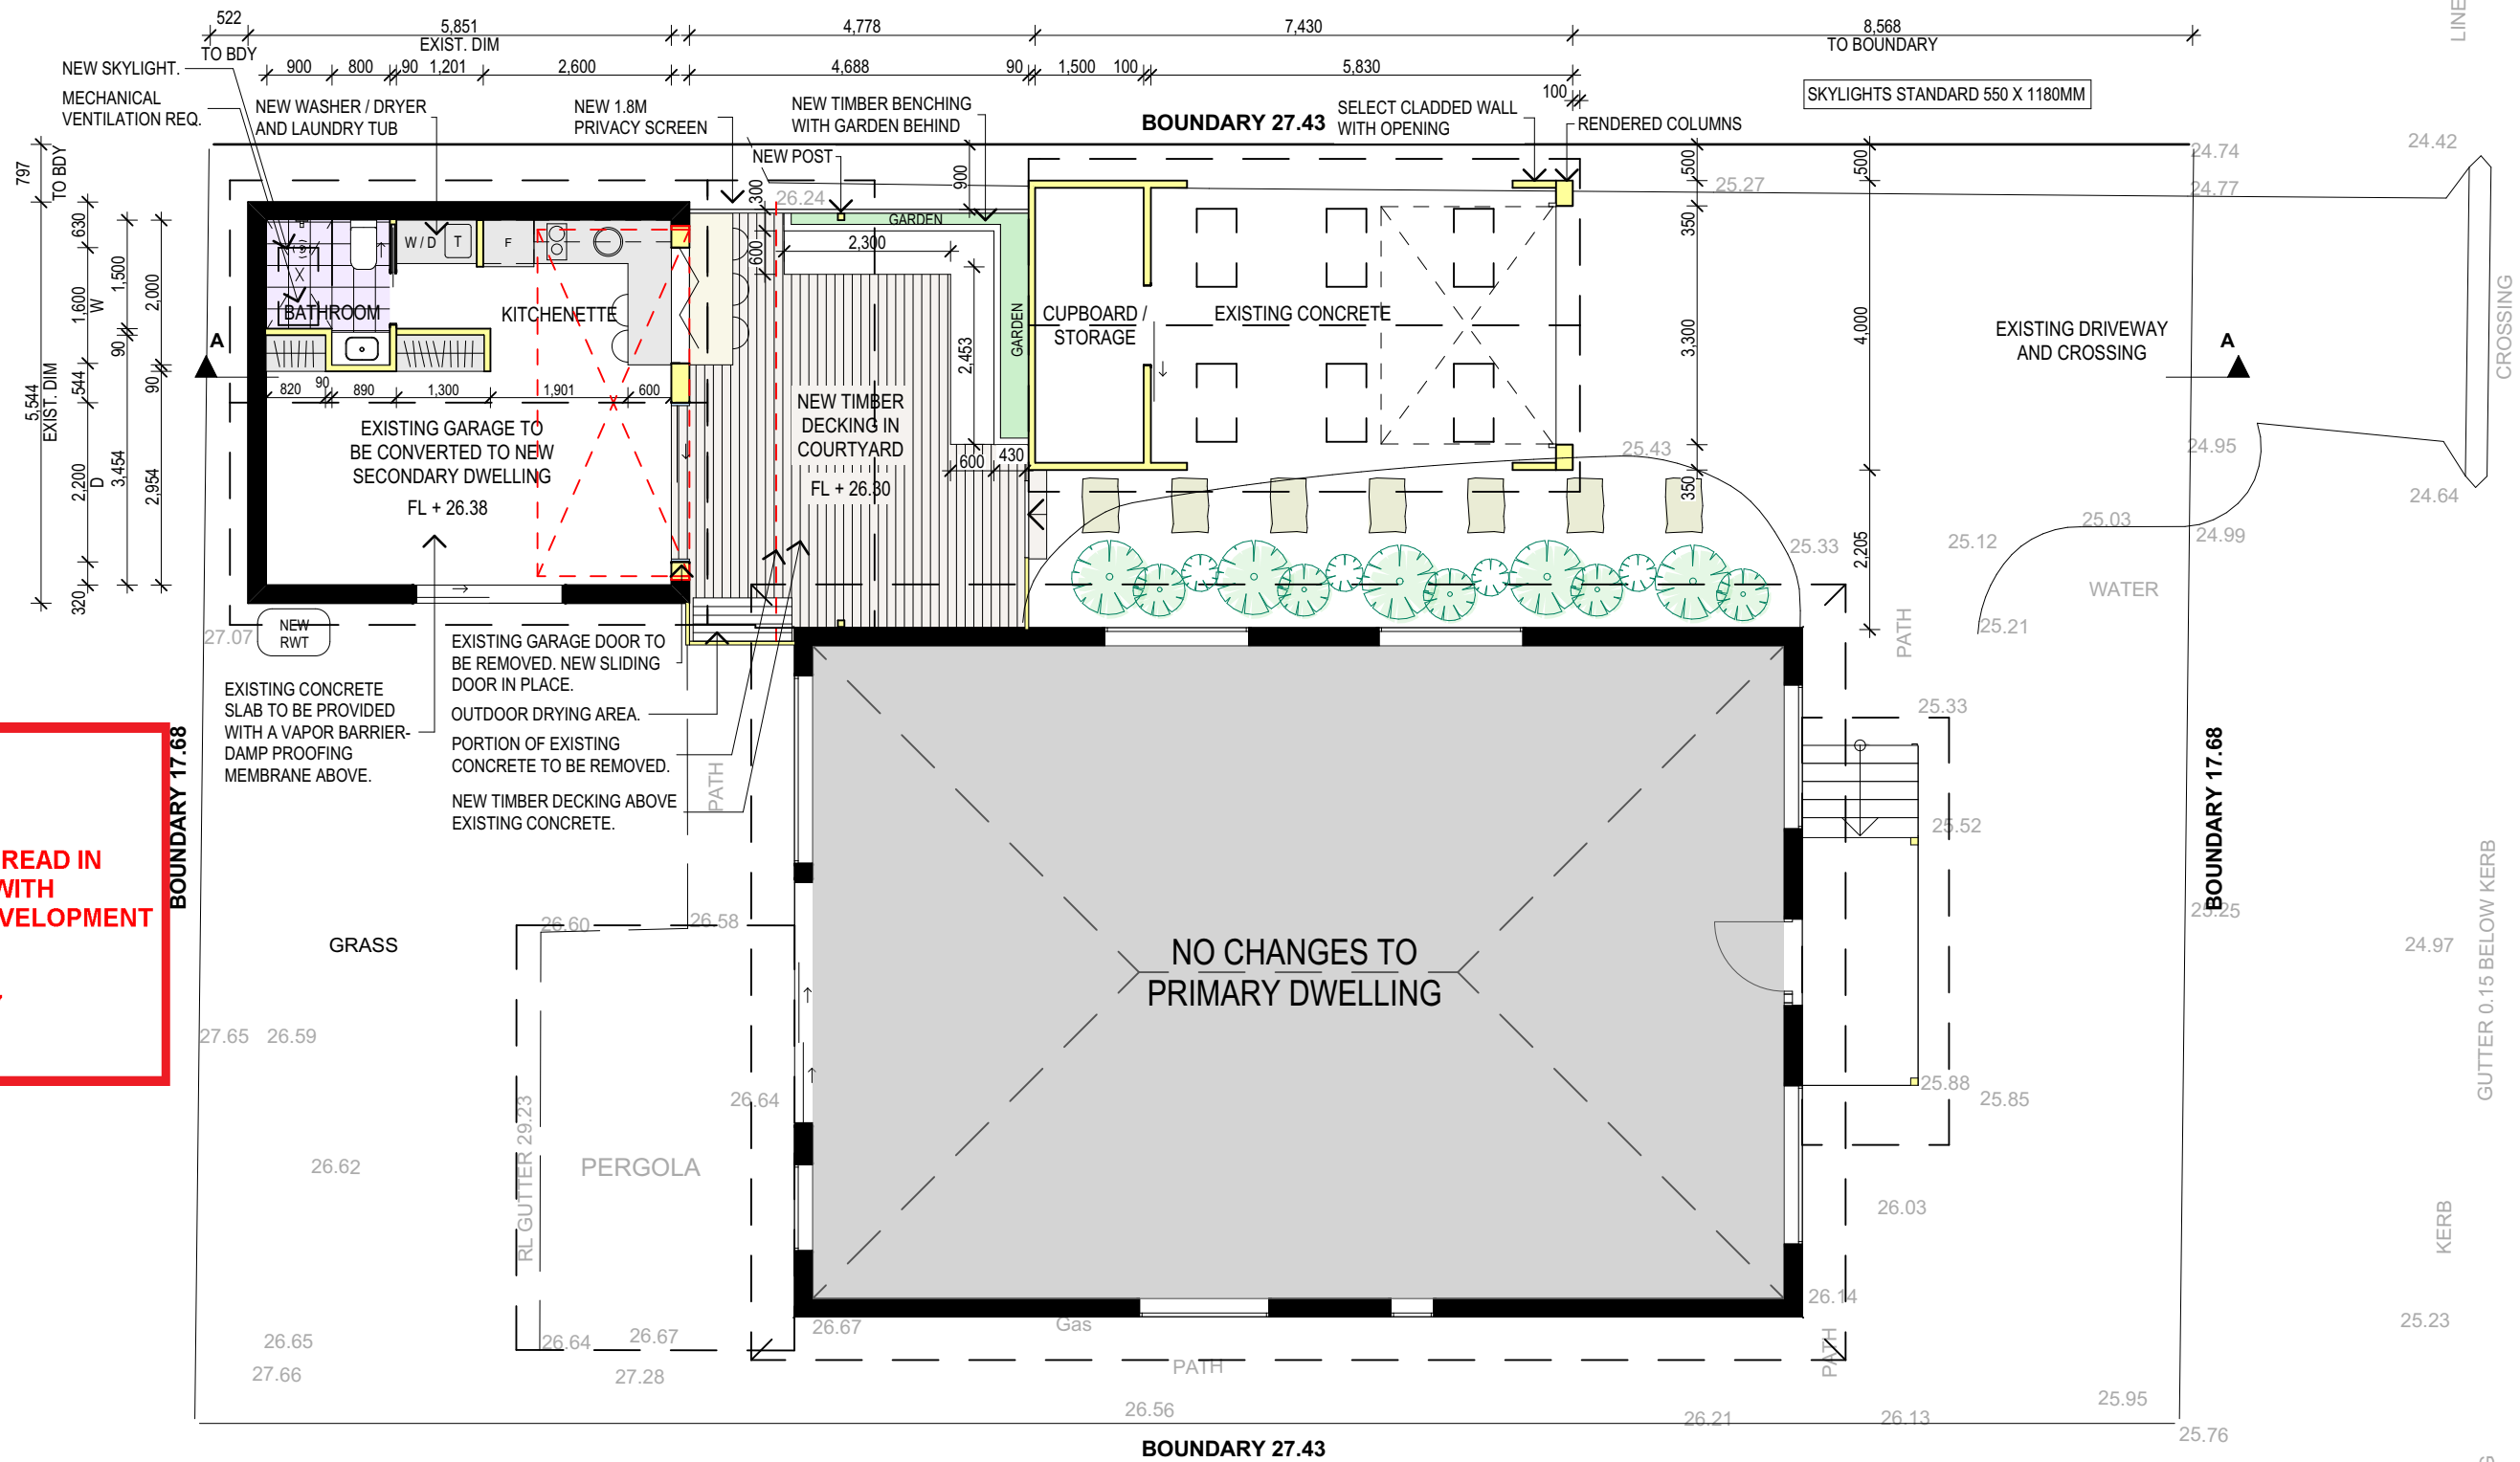 522
5,851
4,778
7,430
8,568
TO BDY
EXIST. DIM
TO BOUNDARY
LINE
NEW SKYLIGHT.
900
800
90
1,201
2,600
4,688
90
1,500
100
5,830
100
SKYLIGHTS STANDARD 550 X 1180MM
MECHANICAL
VENTILATION REQ.
NEW WASHER / DRYER
AND LAUNDRY TUB
NEW 1.8M
PRIVACY SCREEN
NEW TIMBER BENCHING
WITH GARDEN BEHIND
BOUNDARY 27.43
SELECT CLADDED WALL
WITH OPENING
RENDERED COLUMNS
NEW POST
24.42
24.74
24.77
797
TO BDY
630
1,600
W
544
2,200
D
320
5,544
EXIST. DIM
1,500
90
3,454
2,000
90
2,954
300
26.24
900
GARDEN
600
2,300
2,453
GARDEN
500
25.27
500
350
3,300
4,000
350
2,205
W / D
T
F
X
BATHROOM
KITCHENETTE
CUPBOARD /
STORAGE
EXISTING CONCRETE
EXISTING DRIVEWAY
AND CROSSING
CROSSING
A
A
820
90
890
1,300
1,901
600
EXISTING GARAGE TO
BE CONVERTED TO NEW
SECONDARY DWELLING
FL + 26.38
NEW TIMBER
DECKING IN
COURTYARD
FL + 26.30
600
430
25.43
24.95
24.64
25.03
24.99
25.12
25.33
WATER
25.21
PATH
27.07
NEW
RWT
EXISTING GARAGE DOOR TO
BE REMOVED. NEW SLIDING
DOOR IN PLACE.
EXISTING CONCRETE
SLAB TO BE PROVIDED
WITH A VAPOR BARRIER-
DAMP PROOFING
MEMBRANE ABOVE.
OUTDOOR DRYING AREA.
PORTION OF EXISTING
CONCRETE TO BE REMOVED.
NEW TIMBER DECKING ABOVE
EXISTING CONCRETE.
PATH
25.33
BOUNDARY 17.68
BOUNDARY 17.68
25.52
READ IN
WITH
VELOPMENT
26.60
26.58
GRASS
NO CHANGES TO
PRIMARY DWELLING
25.25
24.97
GUTTER 0.15 BELOW KERB
27.65
26.59
26.64
25.88
25.85
RL GUTTER 29.23
26.62
PERGOLA
26.03
KERB
26.14
26.65
26.64
26.67
26.67
Gas
25.23
27.66
27.28
PATH
PATH
26.56
26.21
26.13
25.95
25.76
BOUNDARY 27.43